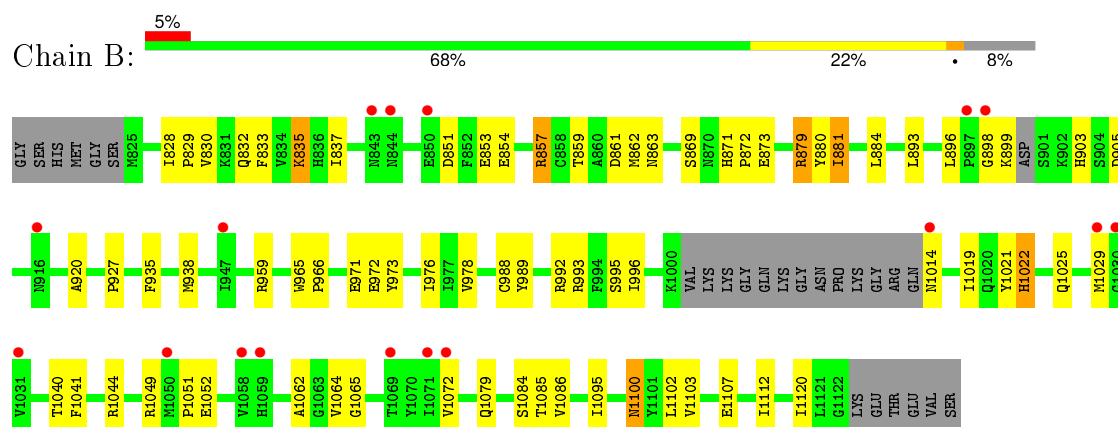 5%
Chain B:
68% 22% • 8%
GLY SER HIS MET GLY SER M825 I828 P829 V830 K831 Q832 F833 V834 K835 H836 I837 N843 N844 E850 D851 F852 E853 E854 R857 C858 T859 A860 D861 M862 N863 S869 N870 H871 P872 E873 R879 Y880 I881 L884 L893 L896 P897 G898 K899 ASP S901 K902 H903 S904 D905
N916 A920 P927 F935 M938 I947 R959 W965 P966 E971 E972 Y973 I976 I977 V978 C988 Y989 R992 R993 F994 S995 I996 K1000 VAL LYS LYS GLY GLN LYS GLY ASN PRO LYS GLY ARG GLN N1014 I1019 Q1020 Y1021 H1022 Q1025 M1029
V1031 T1040 F1041 R1044 R1049 M1050 P1051 E1052 V1058 H1059 A1062 G1063 V1064 G1065 T1069 Y1070 I1071 V1072 Q1079 S1084 T1085 V1086 I1095 N1100 Y1101 L1102 V1103 E1107 I1112 I1120 L1121 G1122 LYS GLU THR GLU VAL SER